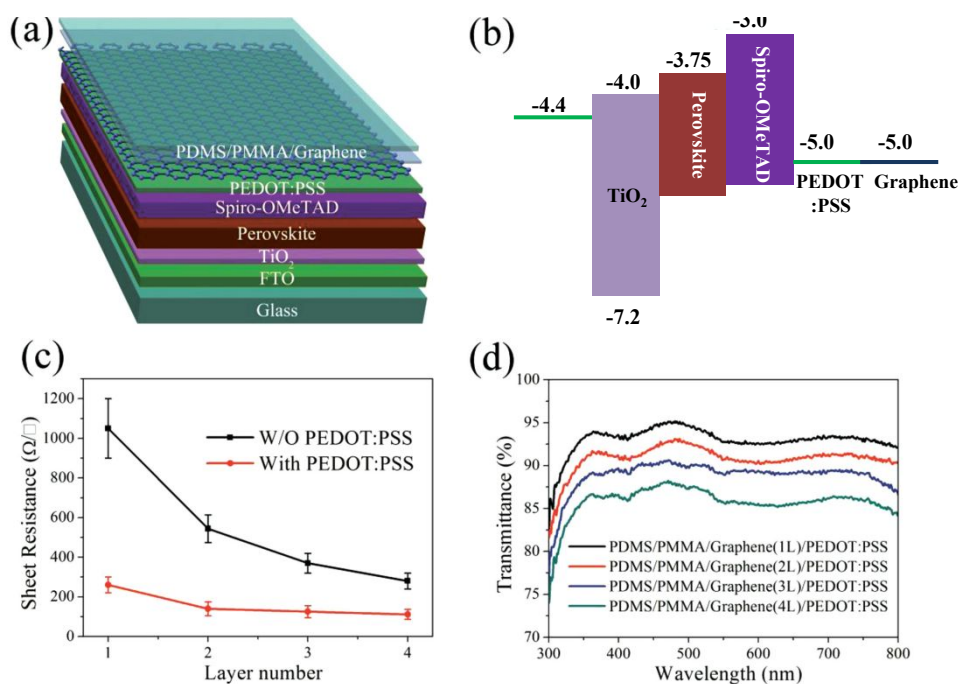 (a)
PDMS/PMMA/Graphene
PEDOT:PSS
Spiro-OMeTAD
Perovskite
TiO₂
FTO
Glass
(b)
-4.4
-4.0
-3.75
-3.0
-5.0
-5.0
-7.2
TiO₂
Perovskite
Spiro-OMeTAD
PEDOT
:PSS
Graphene
(c)
Sheet Resistance (Ω/□)
1200
1000
800
600
400
200
0
W/O PEDOT:PSS
With PEDOT:PSS
1 2 3 4
Layer number
(d)
Transmittance (%)
100
95
90
85
80
75
70
PDMS/PMMA/Graphene(1L)/PEDOT:PSS
PDMS/PMMA/Graphene(2L)/PEDOT:PSS
PDMS/PMMA/Graphene(3L)/PEDOT:PSS
PDMS/PMMA/Graphene(4L)/PEDOT:PSS
300 400 500 600 700 800
Wavelength (nm)